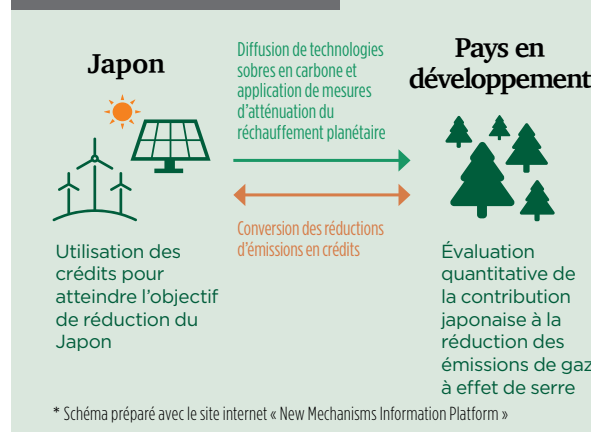 Japon
Diffusion de technologies
sobres en carbone et
application de mesures
d'atténuation du
réchauffement planétaire
Pays en
développement
Conversion des réductions
d'émissions en crédits
Utilisation des
crédits pour
atteindre l'objectif
de réduction du
Japon
Évaluation
quantitative de
la contribution
japonaise à la
réduction des
émissions de gaz
à effet de serre
* Schéma préparé avec le site internet « New Mechanisms Information Platform »